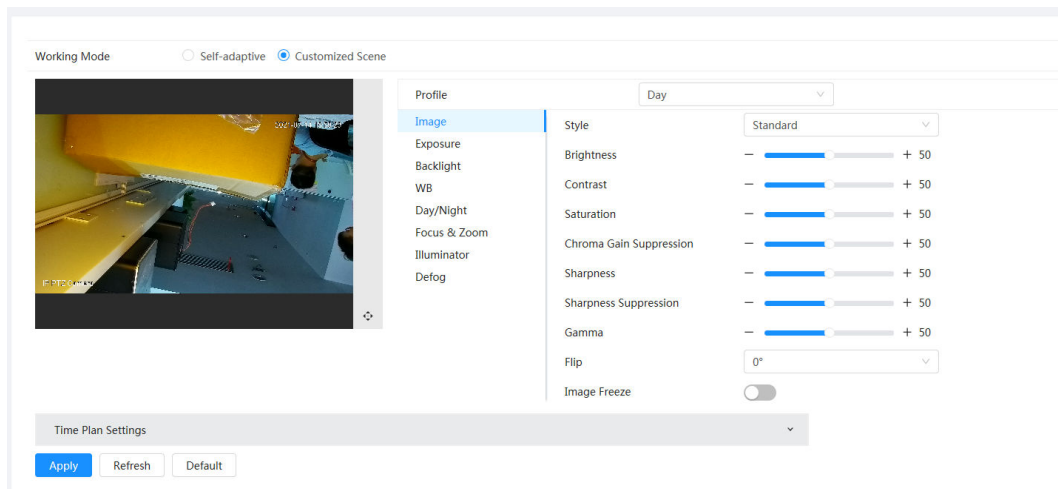 Working Mode Self-adaptive Customized Scene
Profile Day
Image
Exposure
Backlight
WB
Day/Night
Focus & Zoom
Illuminator
Defog
Style Standard
Brightness − + 50
Contrast − + 50
Saturation − + 50
Chroma Gain Suppression − + 50
Sharpness − + 50
Sharpness Suppression − + 50
Gamma − + 50
Flip 0°
Image Freeze
Time Plan Settings
Apply Refresh Default